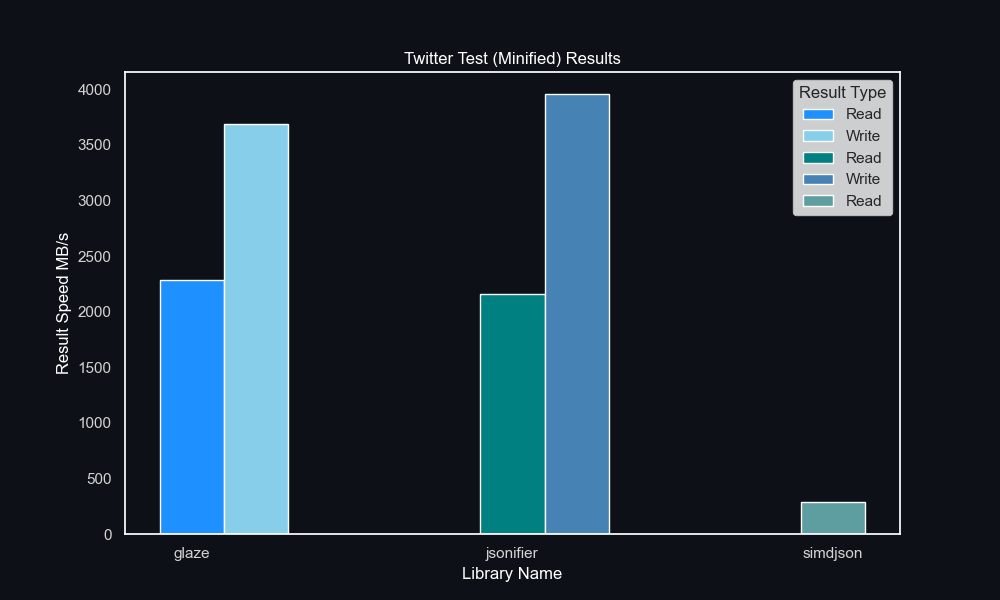 Twitter Test (Minified) Results
Result Speed MB/s
4000
3500
3000
2500
2000
1500
1000
500
0
Result Type
Read
Write
Read
Write
Read
glaze
jsonifier
simdjson
Library Name